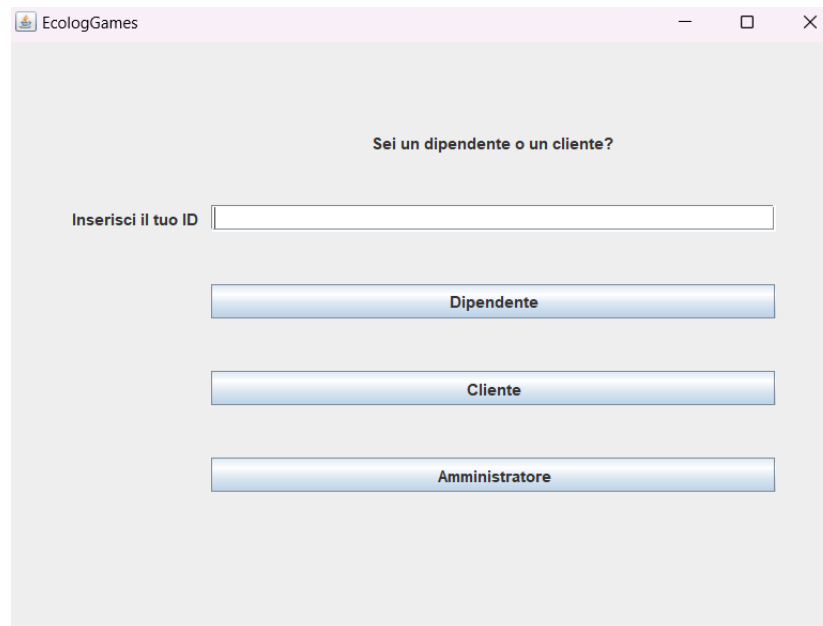 EcologGames
Sei un dipendente o un cliente?
Inserisci il tuo ID
Dipendente
Cliente
Amministratore